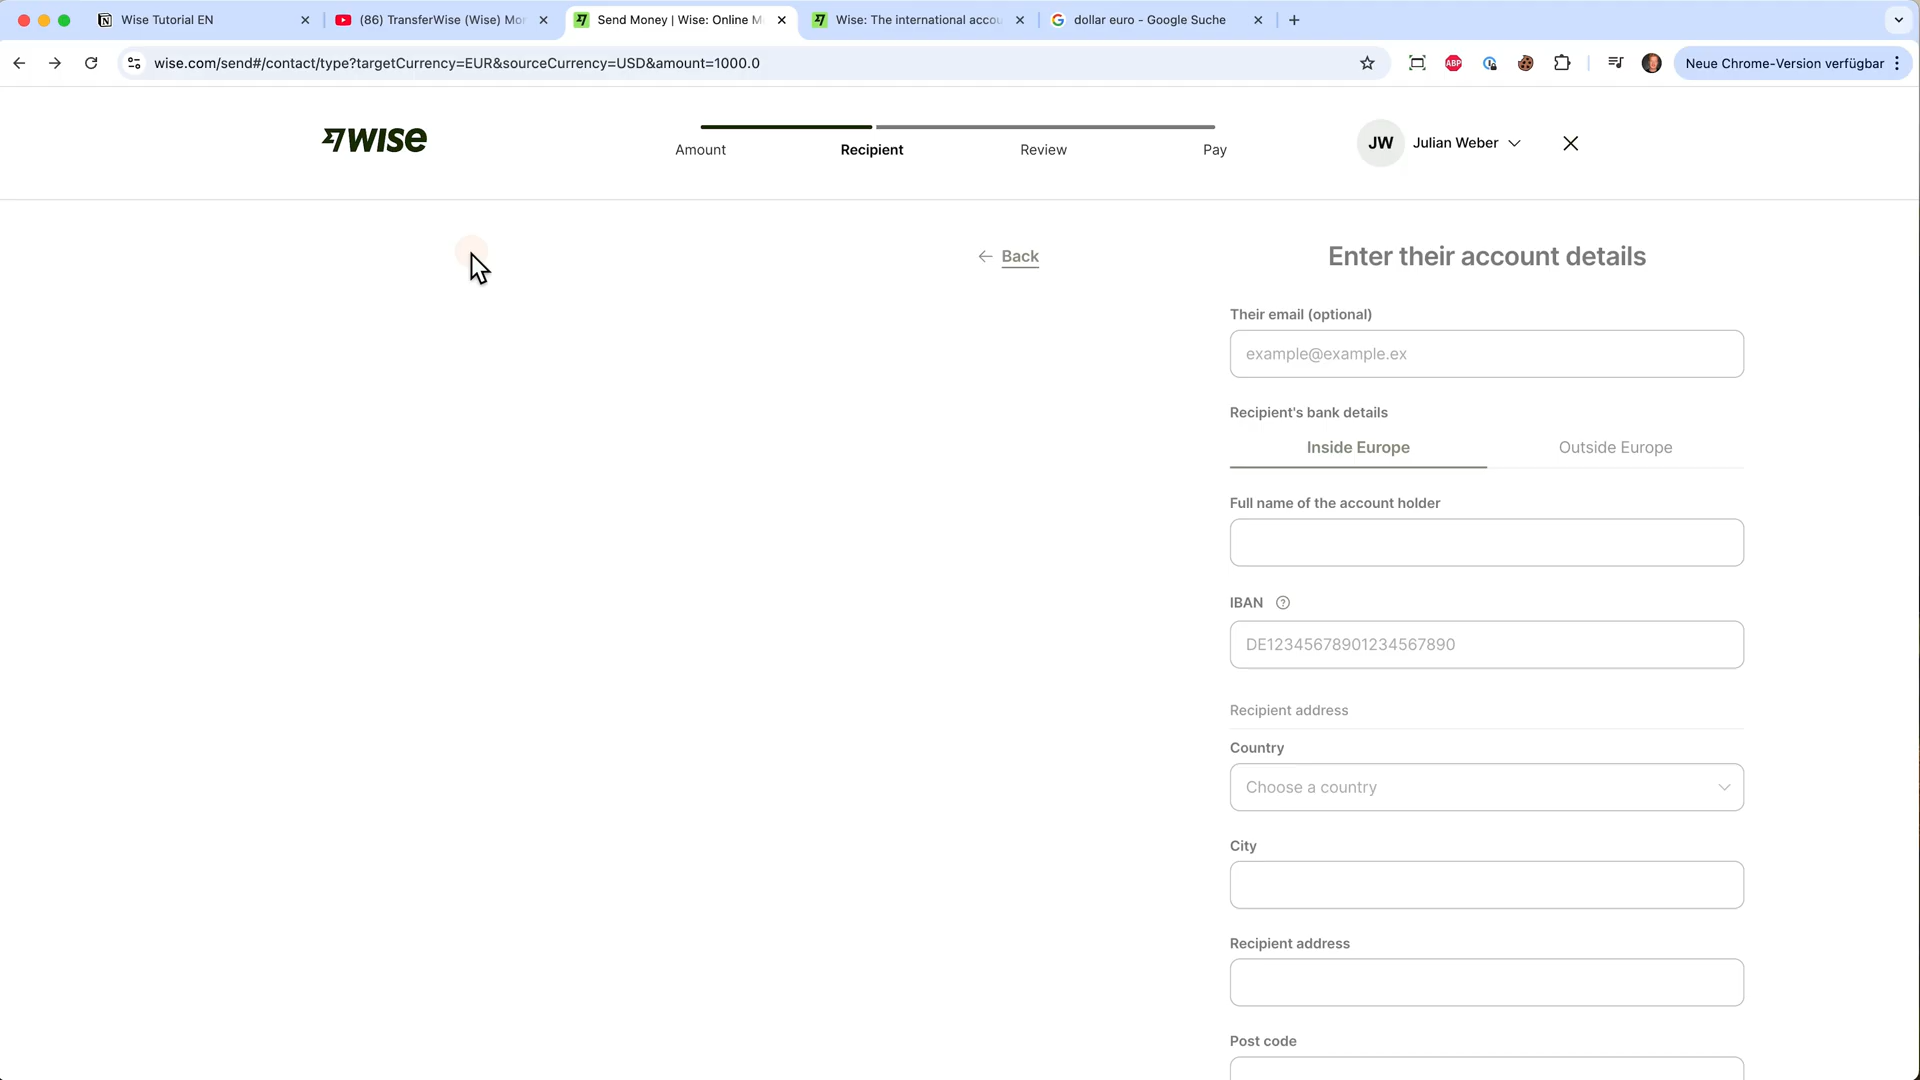 Wise Tutorial EN
(86) TransferWise (Wise) Mor
Send Money | Wise: Online M
Wise: The international accou
dollar euro - Google Suche
wise.com/send#/contact/type?targetCurrency=EUR&sourceCurrency=USD&amount=1000.0
ABP
Neue Chrome-Version verfügbar
WISE
Amount
Recipient
Review
Pay
JW
Julian Weber
Back
Enter their account details
Their email (optional)
example@example.ex
Recipient's bank details
Inside Europe
Outside Europe
Full name of the account holder
IBAN
DE12345678901234567890
Recipient address
Country
Choose a country
City
Recipient address
Post code